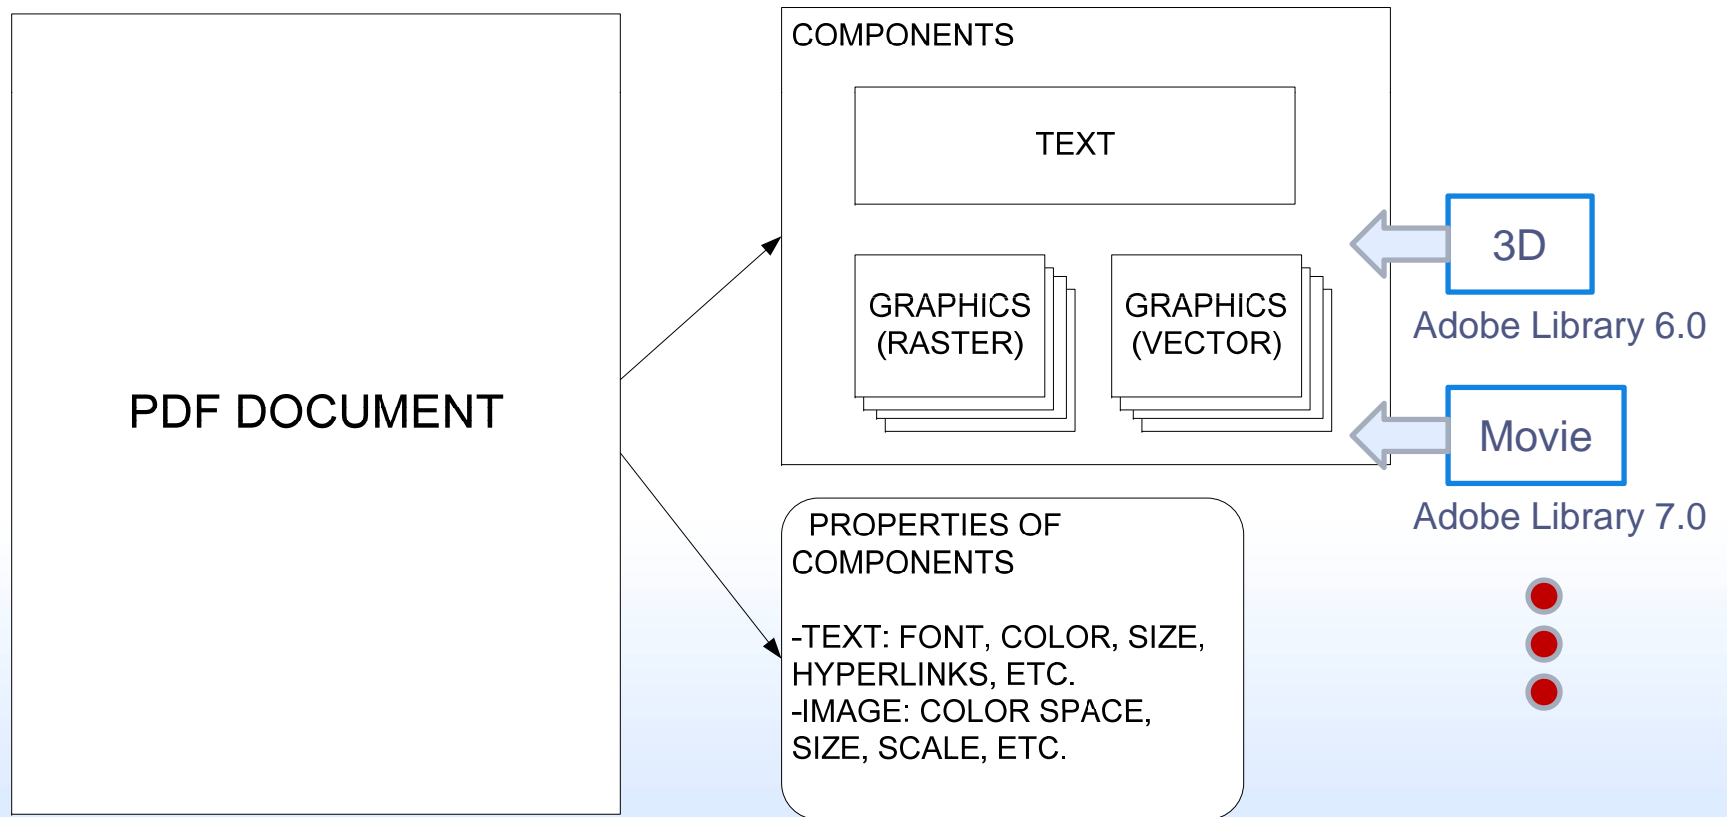 PDF DOCUMENT
COMPONENTS
TEXT
GRAPHICS
(RASTER)
GRAPHICS
(VECTOR)
3D
Adobe Library 6.0
Movie
Adobe Library 7.0
PROPERTIES OF
COMPONENTS
-TEXT: FONT, COLOR, SIZE,
HYPERLINKS, ETC.
-IMAGE: COLOR SPACE,
SIZE, SCALE, ETC.